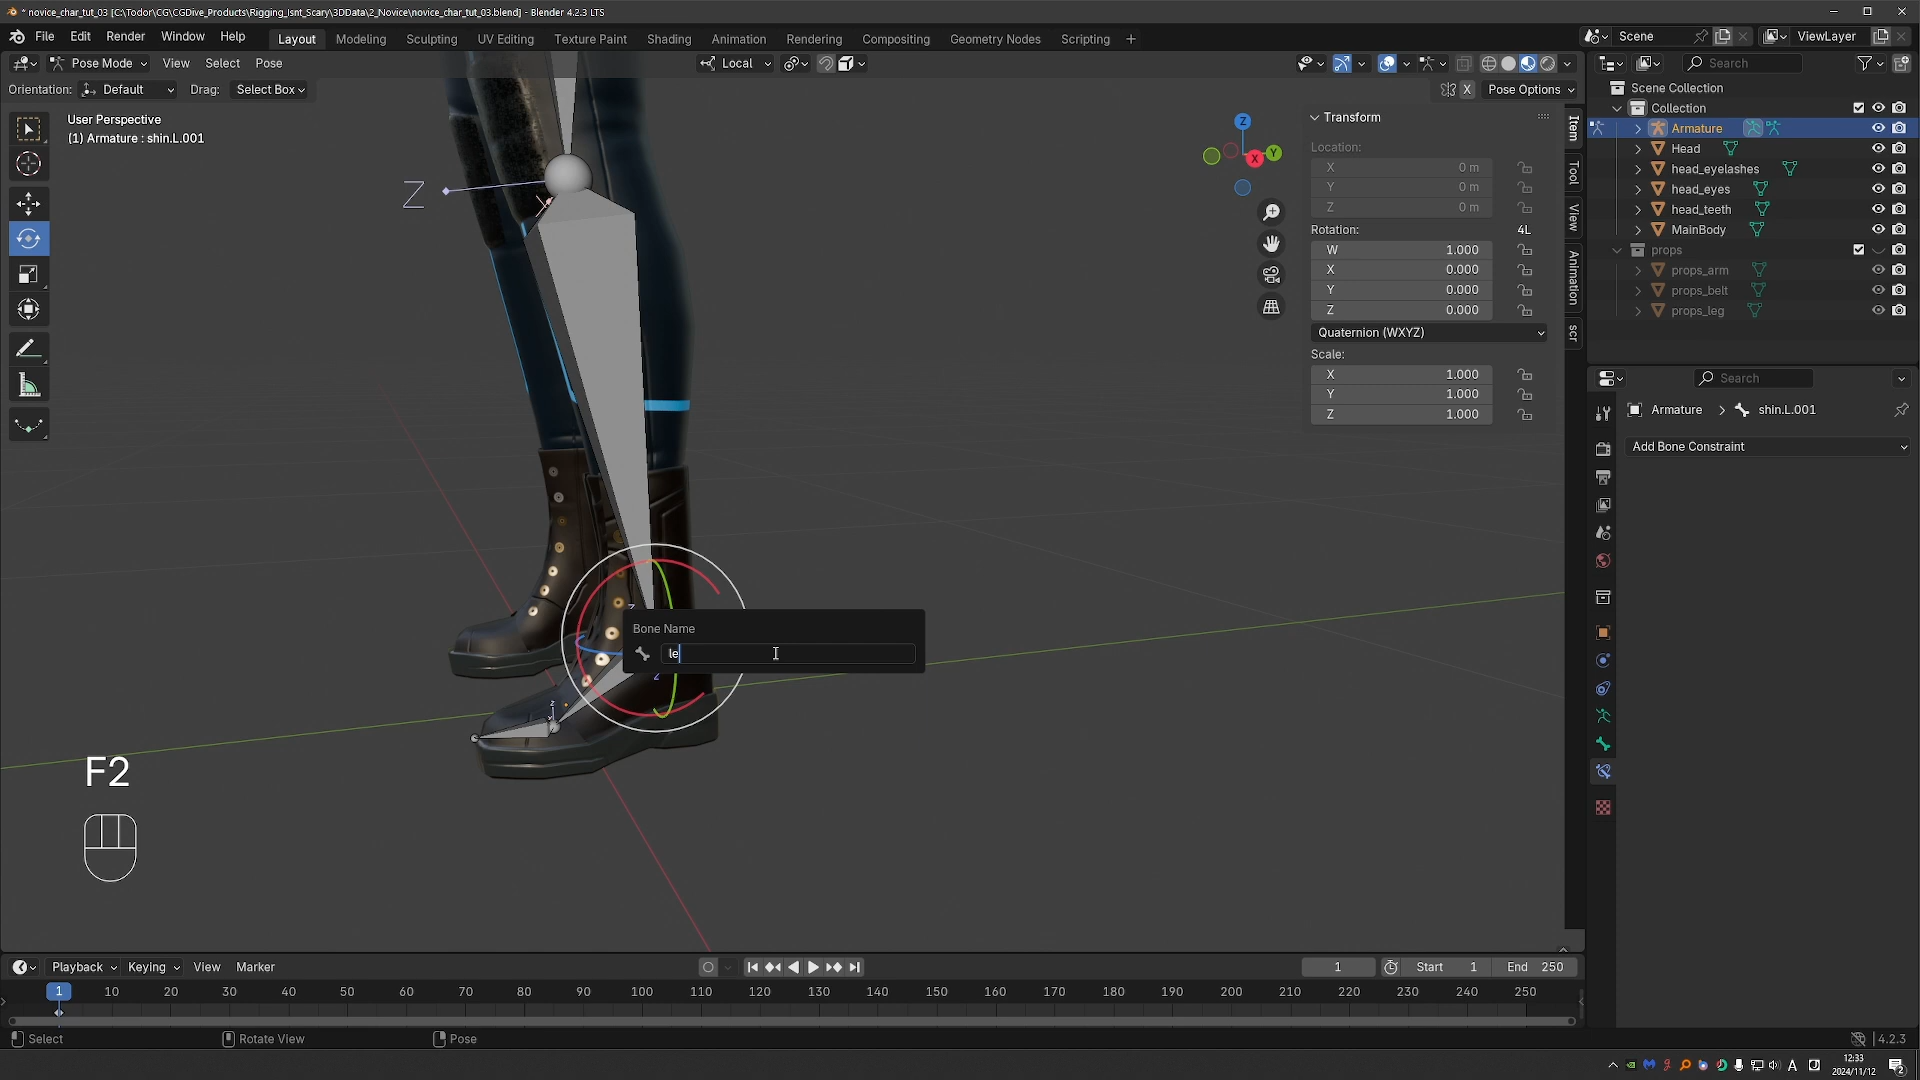 * novice_char_tut_03 [C:\Todor\CG\CGDive_Products\Rigging_Isnt_Scary\3DData\2_Novice\novice_char_tut_03.blend] - Blender 4.2.3 LTS
File Edit Render Window Help Layout Modeling Sculpting UV Editing Texture Paint Shading Animation Rendering Compositing Geometry Nodes Scripting + Scene ViewLayer
Pose Mode View Select Pose Local Search
Orientation: Default Drag: Select Box X Pose Options
User Perspective
(1) Armature : shin.L.001
Z
Z
Y
X
Transform
Location:
X 0 m
Y 0 m
Z 0 m
Rotation: 4L
W 1.000
X 0.000
Y 0.000
Z 0.000
Quaternion (WXYZ)
Scale:
X 1.000
Y 1.000
Z 1.000
Item
Tool
View
Animation
scr
Scene Collection
Collection
Armature
Head
head_eyelashes
head_eyes
head_teeth
MainBody
props
props_arm
props_belt
props_leg
Search
Armature > shin.L.001
Add Bone Constraint
Bone Name
le
F2
Playback Keying View Marker 1 Start 1 End 250
1 10 20 30 40 50 60 70 80 90 100 110 120 130 140 150 160 170 180 190 200 210 220 230 240 250
Select Rotate View Pose 4.2.3
A 12:33
2024/11/12